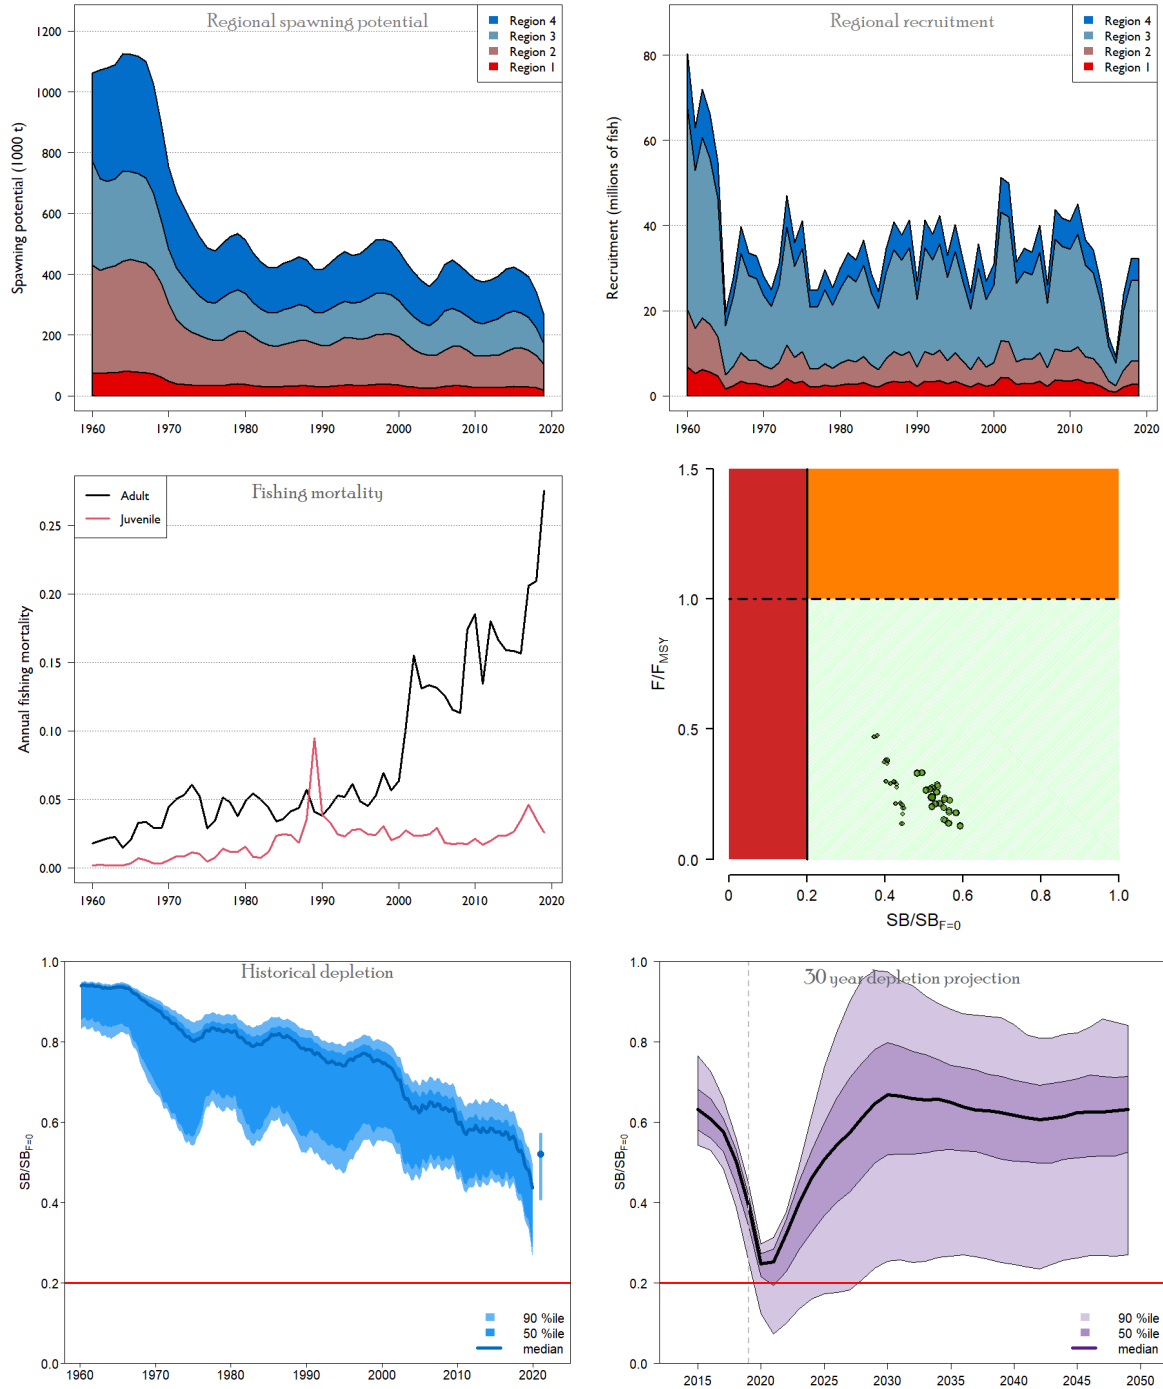 Regional spawning potential
Region 4
Region 3
Region 2
Region 1
Spawning potential (1000 t)
1200
1000
800
600
400
200
0
1960 1970 1980 1990 2000 2010 2020
Regional recruitment
Region 4
Region 3
Region 2
Region 1
Recruitment (millions of fish)
80
60
40
20
0
1960 1970 1980 1990 2000 2010 2020
Fishing mortality
Adult
Juvenile
Annual fishing mortality
0.25
0.20
0.15
0.10
0.05
0.00
1960 1970 1980 1990 2000 2010 2020
F/FMSY
1.5
1.0
0.5
0.0
0 0.2 0.4 0.6 0.8 1.0
SB/SBF=0
Historical depletion
SB/SBF=0
1.0
0.8
0.6
0.4
0.2
0.0
90 %ile
50 %ile
median
1960 1970 1980 1990 2000 2010 2020
30 year depletion projection
SB/SBF=0
1.0
0.8
0.6
0.4
0.2
0.0
90 %ile
50 %ile
median
2015 2020 2025 2030 2035 2040 2045 2050